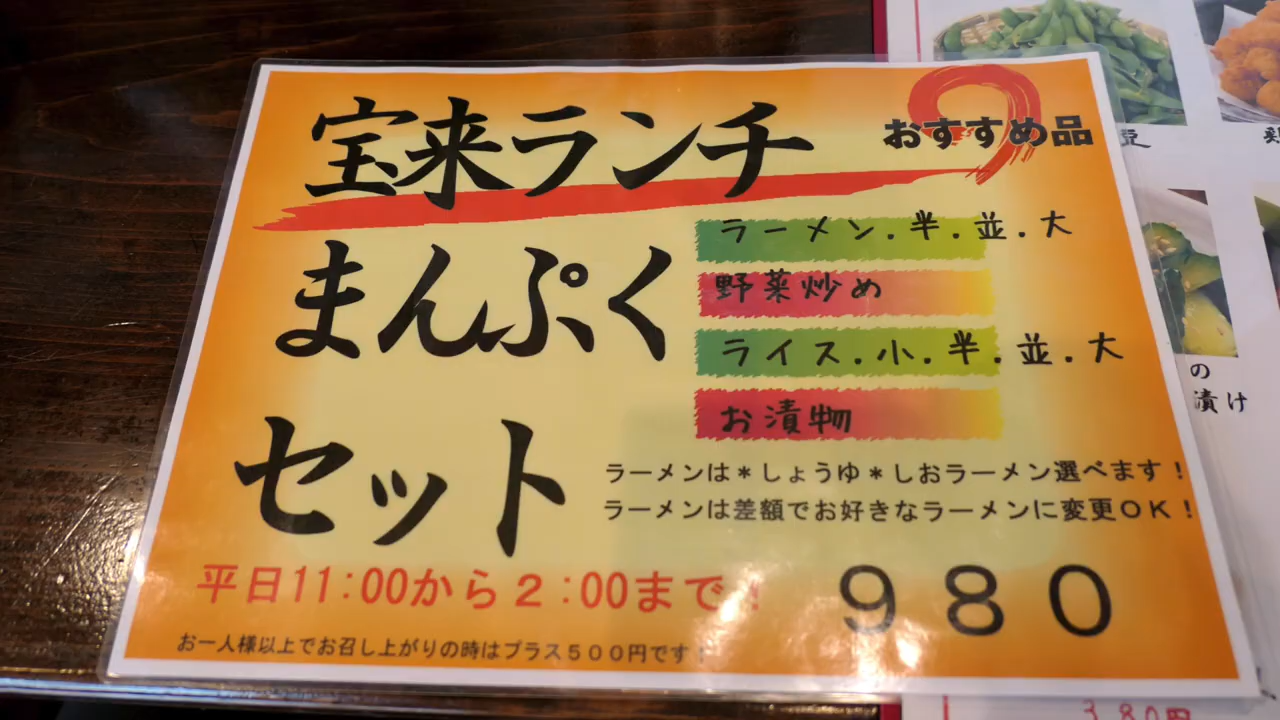 宝来ランチ
おすすめ品
まんぷく
セット
ラーメン.半.並.大
野菜炒め
ライス.小.半.並.大
お漬物
ラーメンは＊しょうゆ＊しおラーメン選べます！
ラーメンは差額でお好きなラーメンに変更ＯＫ！
平日11:00から２:00まで！
９８０
お一人様以上でお召し上がりの時はプラス５００円です！
豆
の
漬け
380円